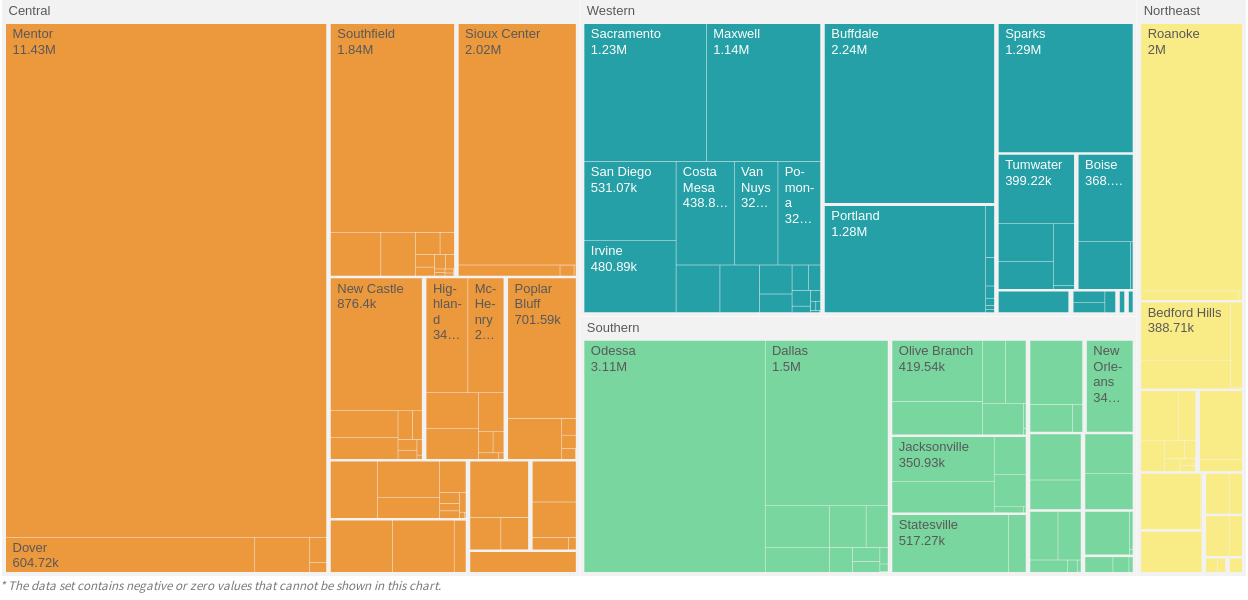 Central
Mentor
11.43M
Dover
604.72k
Southfield
1.84M
Sioux Center
2.02M
New Castle
876.4k
Hig-
hlan-
d
34…
Mc-
He-
nry
2…
Poplar
Bluff
701.59k
Western
Sacramento
1.23M
Maxwell
1.14M
San Diego
531.07k
Irvine
480.89k
Costa
Mesa
438.8…
Van
Nuys
32…
Po-
mon-
a
32…
Buffdale
2.24M
Portland
1.28M
Sparks
1.29M
Tumwater
399.22k
Boise
368.…
Southern
Odessa
3.11M
Dallas
1.5M
Olive Branch
419.54k
Jacksonville
350.93k
Statesville
517.27k
New
Orle-
ans
34…
Northeast
Roanoke
2M
Bedford Hills
388.71k
* The data set contains negative or zero values that cannot be shown in this chart.